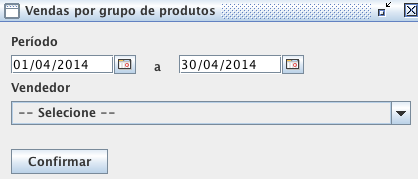 Vendas por grupo de produtos
Período
01/04/2014 a 30/04/2014
Vendedor
-- Selecione --
Confirmar